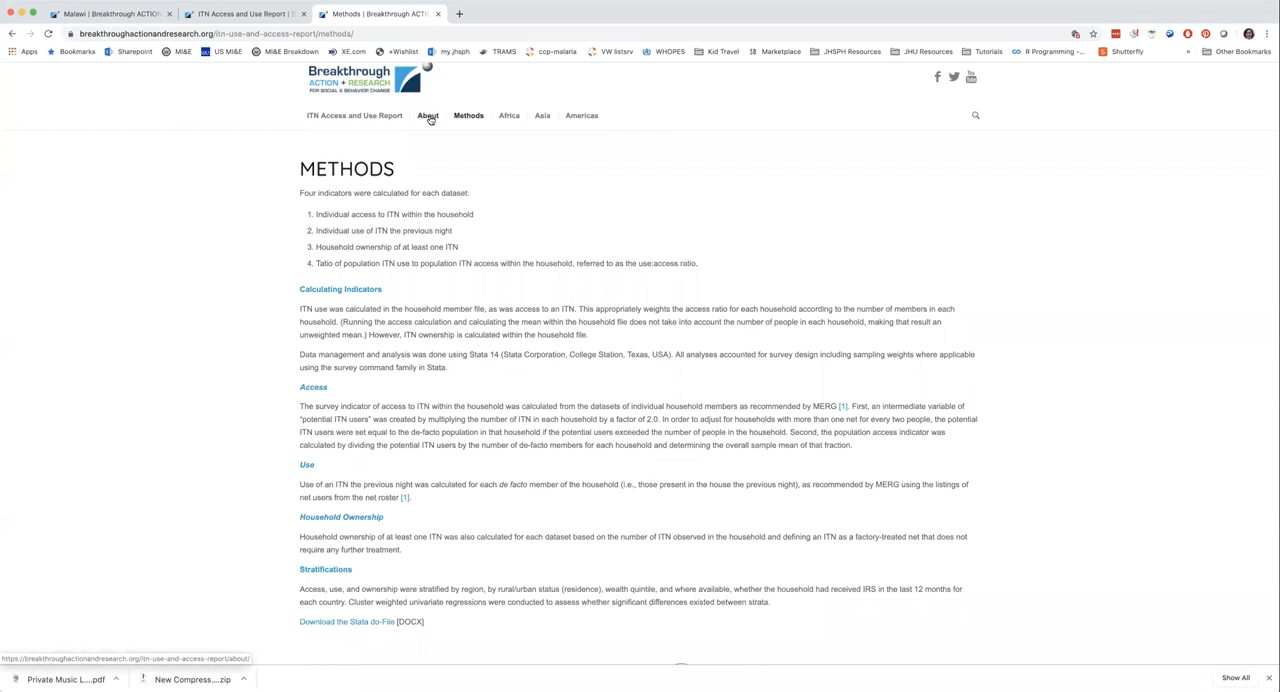 Malawi | Breakthrough ACTION
ITN Access and Use Report |
Methods | Breakthrough ACTIO
breakthroughactionandresearch.org/itn-use-and-access-report/methods/
Apps Bookmarks Sharepoint MI&E US MI&E MI&E Breakdown XE.com +Wishlist my.jhsph TRAMS ccp-malaria VW listsrv WHOPES Kid Travel Marketplace JHSPH Resources JHU Resources Tutorials R Programming -... Shutterfly » Other Bookmarks
Breakthrough
ACTION + RESEARCH
FOR SOCIAL & BEHAVIOR CHANGE
ITN Access and Use Report About Methods Africa Asia Americas
METHODS
Four indicators were calculated for each dataset:
1. Individual access to ITN within the household
2. Individual use of ITN the previous night
3. Household ownership of at least one ITN
4. Tatio of population ITN use to population ITN access within the household, referred to as the use:access ratio.
Calculating Indicators
ITN use was calculated in the household member file, as was access to an ITN. This appropriately weights the access ratio for each household according to the number of members in each
household. (Running the access calculation and calculating the mean within the household file does not take into account the number of people in each household, making that result an
unweighted mean.) However, ITN ownership is calculated within the household file.
Data management and analysis was done using Stata 14 (Stata Corporation, College Station, Texas, USA). All analyses accounted for survey design including sampling weights where applicable
using the survey command family in Stata.
Access
The survey indicator of access to ITN within the household was calculated from the datasets of individual household members as recommended by MERG [1]. First, an intermediate variable of
“potential ITN users” was created by multiplying the number of ITN in each household by a factor of 2.0. In order to adjust for households with more than one net for every two people, the potential
ITN users were set equal to the de-facto population in that household if the potential users exceeded the number of people in the household. Second, the population access indicator was
calculated by dividing the potential ITN users by the number of de-facto members for each household and determining the overall sample mean of that fraction.
Use
Use of an ITN the previous night was calculated for each de facto member of the household (i.e., those present in the house the previous night), as recommended by MERG using the listings of
net users from the net roster [1].
Household Ownership
Household ownership of at least one ITN was also calculated for each dataset based on the number of ITN observed in the household and defining an ITN as a factory-treated net that does not
require any further treatment.
Stratifications
Access, use, and ownership were stratified by region, by rural/urban status (residence), wealth quintile, and where available, whether the household had received IRS in the last 12 months for
each country. Cluster weighted univariate regressions were conducted to assess whether significant differences existed between strata.
Download the Stata do-File [DOCX]
https://breakthroughactionandresearch.org/itn-use-and-access-report/about/
Private Music L....pdf
New Compress....zip
Show All